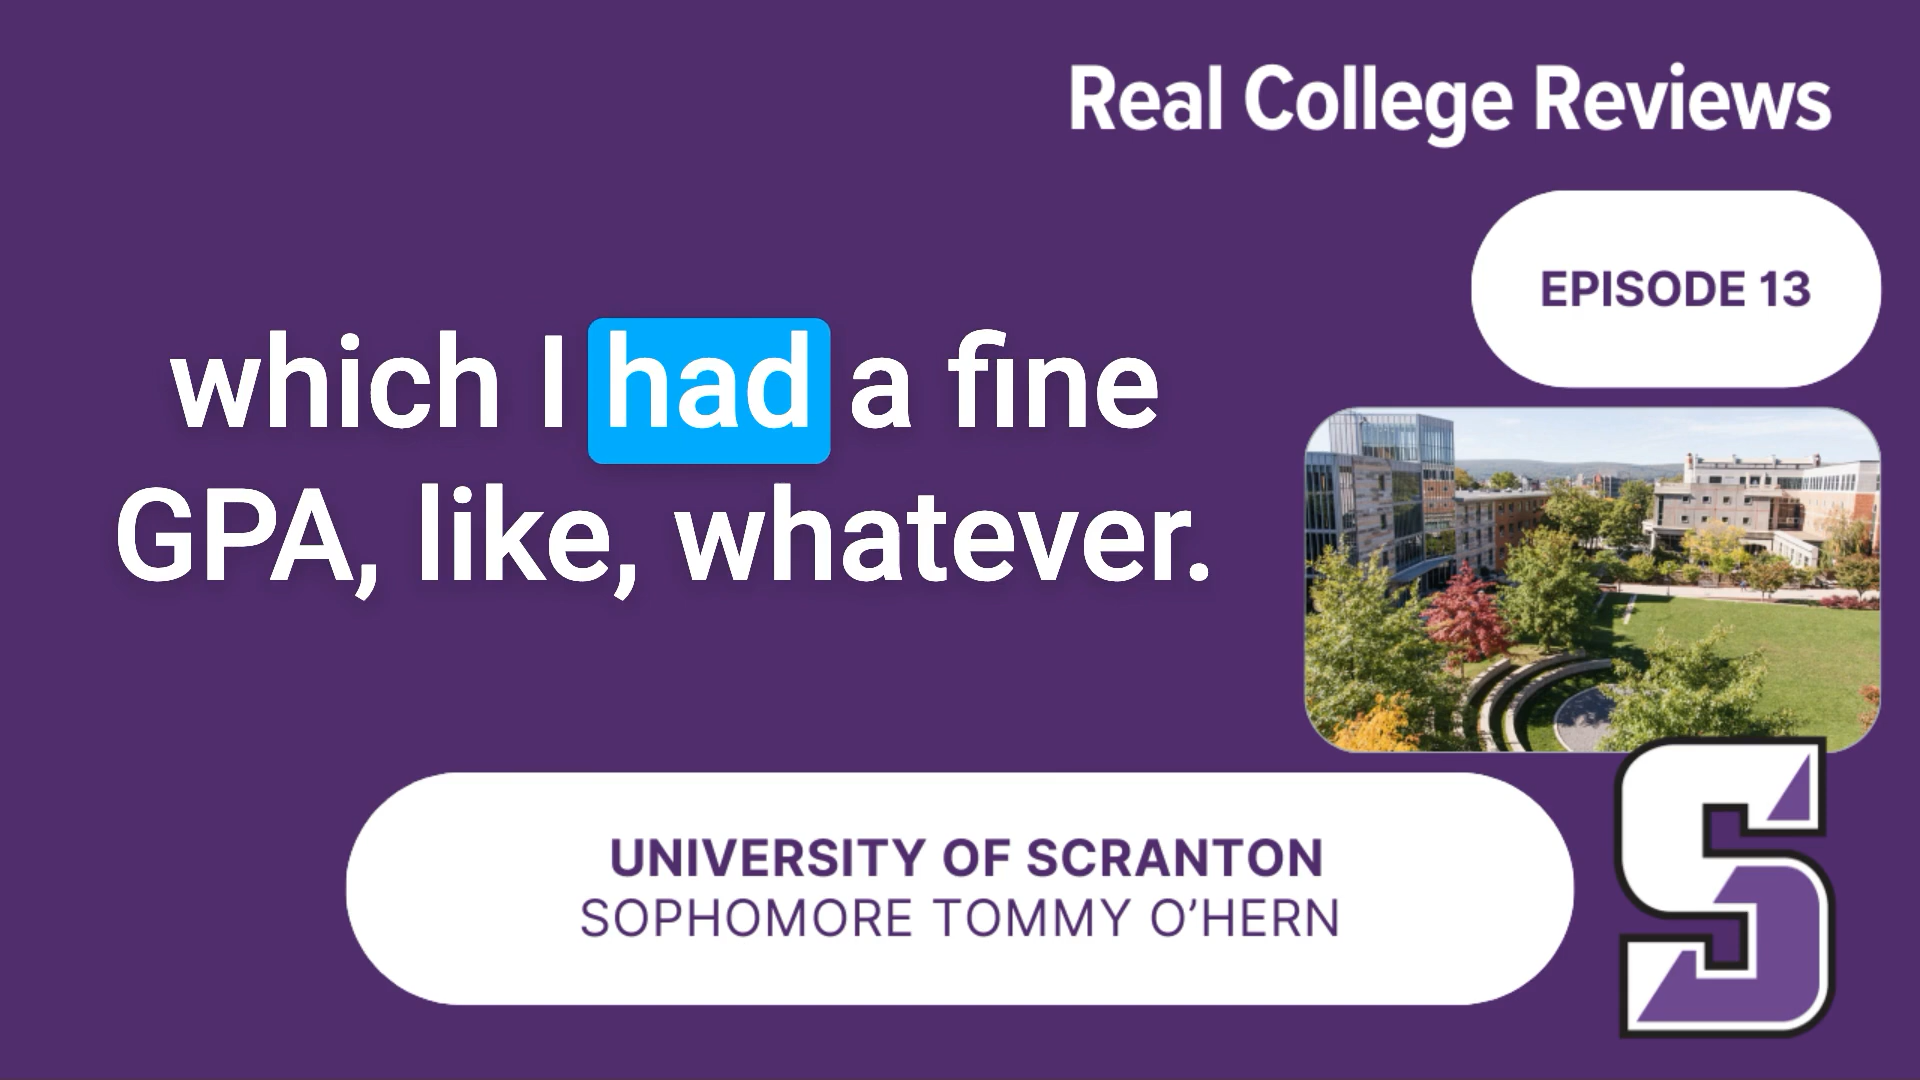 Real College Reviews
EPISODE 13
which I had a fine
GPA, like, whatever.
UNIVERSITY OF SCRANTON
SOPHOMORE TOMMY O’HERN
S